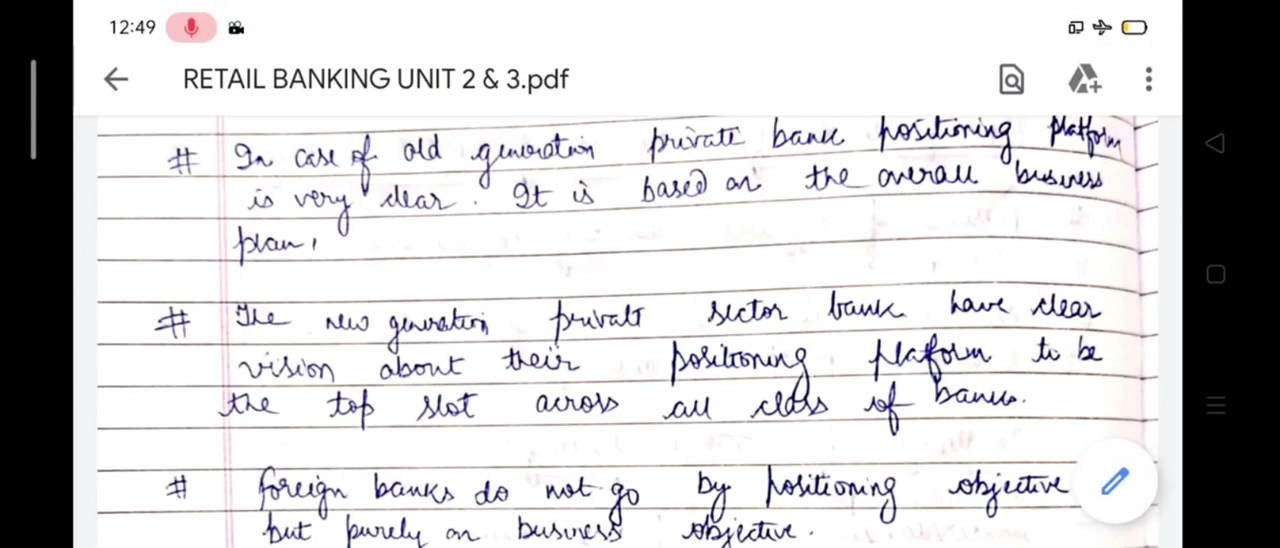 12:49
RETAIL BANKING UNIT 2 & 3.pdf
# In case of old generation private bank positioning platform
is very clear. It is based on the overall business
plan,
# The new generation private sector bank have clear
vision about their positioning platform to be
the top slot across all class of banks.
# foreign banks do not go by positioning objective
but purely on business objective.